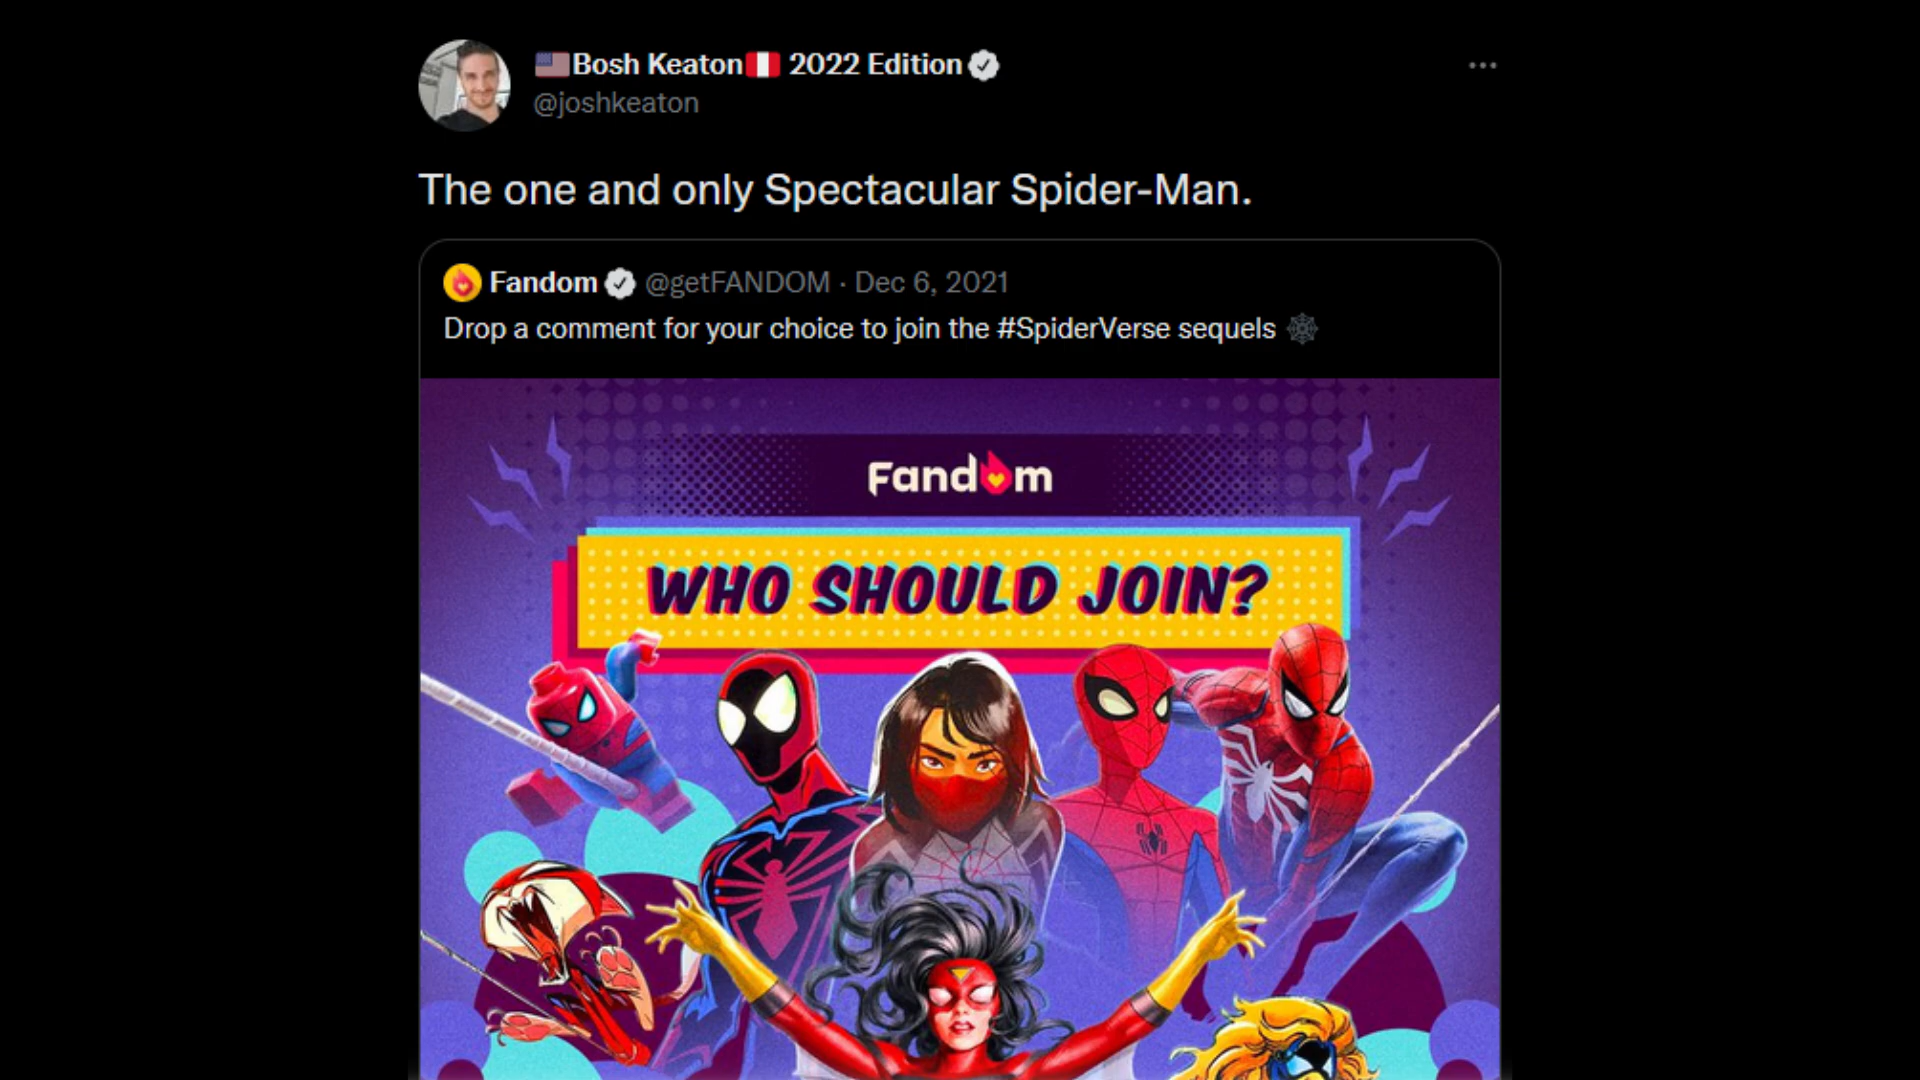 🇺🇸Bosh Keaton🇵🇪 2022 Edition
@joshkeaton
The one and only Spectacular Spider-Man.
Fandom @getFANDOM · Dec 6, 2021
Drop a comment for your choice to join the #SpiderVerse sequels 🕸
Fandom
WHO SHOULD JOIN?